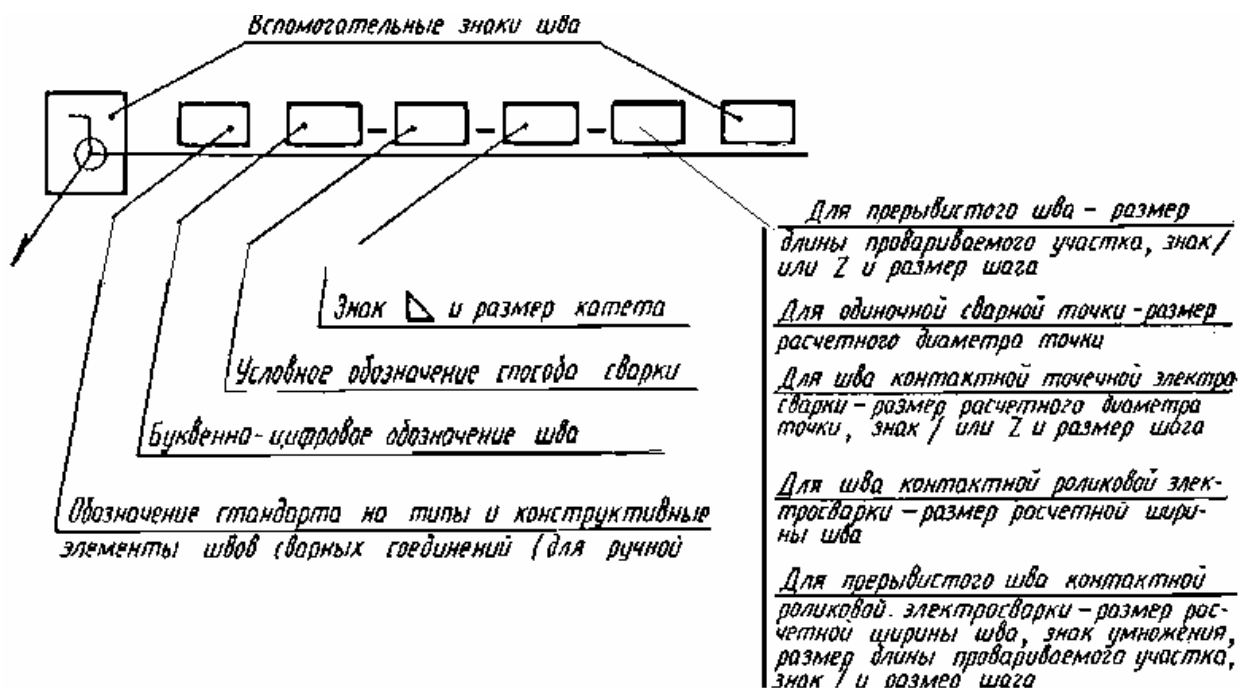 Вспомогательные знаки шва
Для прерывистого шва – размер
длины провариваемого участка, знак /
или Z и размер шага
Знак и размер катета
Для одиночной сварной точки – размер
расчетного диаметра точки
Условное обозначение способа сварки
Для шва контактной точечной электро
сварки – размер расчетного диаметра
точки, знак / или Z и размер шага
Буквенно-цифровое обозначение шва
Для шва контактной роликовой элек-
тросварки – размер расчетной шири-
ны шва
Обозначение стандарта на типы и конструктивные
элементы швов сварных соединений (для ручной
Для прерывистого шва контактной
роликовой. электросварки – размер рас-
четной ширины шва, знак умножения,
размер длины провариваемого участка,
знак / и размер шага